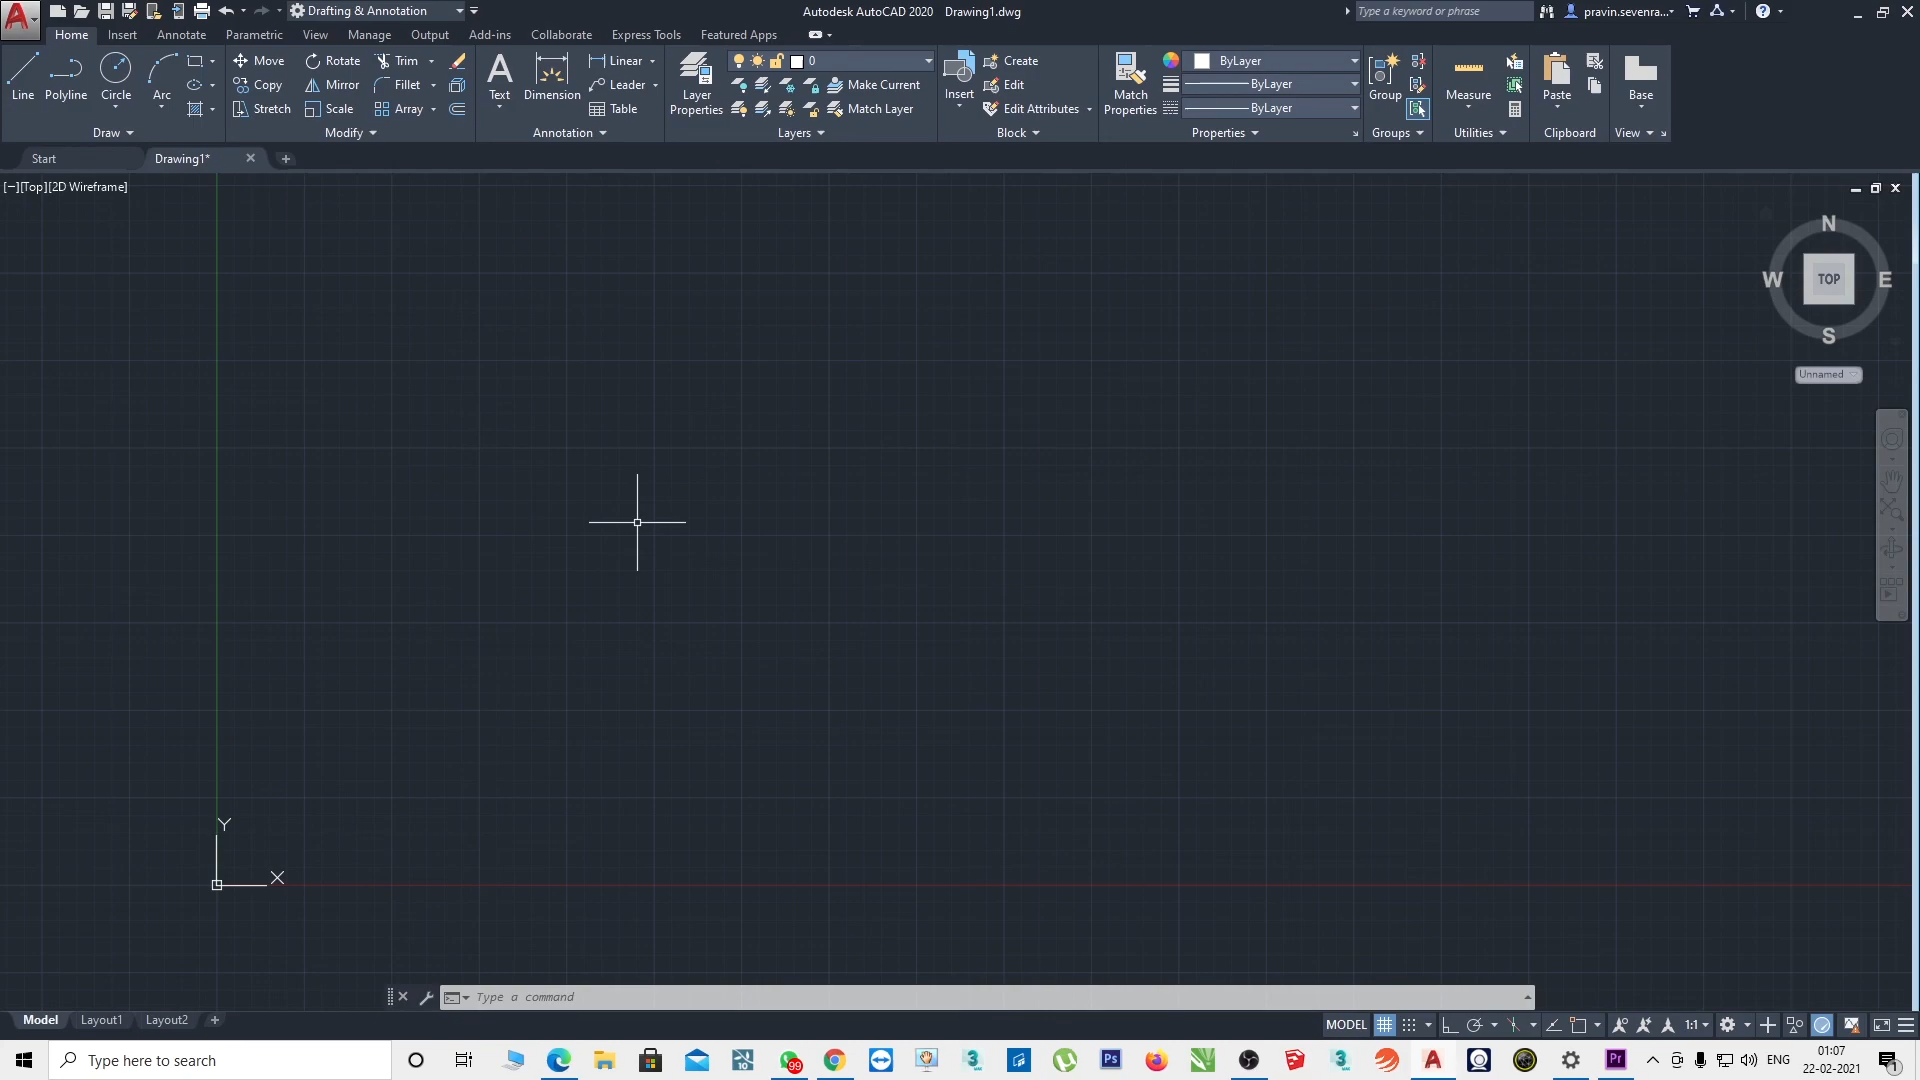 Drafting & Annotation
Autodesk AutoCAD 2020 Drawing1.dwg
Type a keyword or phrase
pravin.sevenra...
Home Insert Annotate Parametric View Manage Output Add-ins Collaborate Express Tools Featured Apps
Line Polyline Circle Arc
Draw
Move Rotate Trim
Copy Mirror Fillet
Stretch Scale Array
Modify
Text Dimension
Linear
Leader
Table
Annotation
Layer Properties
0
Make Current
Match Layer
Layers
Insert
Create
Edit
Edit Attributes
Block
Match Properties
ByLayer
ByLayer
ByLayer
Properties
Group
Groups
Measure
Utilities
Paste
Clipboard
Base
View
Start Drawing1*
[−][Top][2D Wireframe]
N
W TOP E
S
Unnamed
Y
X
Type a command
Model Layout1 Layout2
MODEL 1:1
Type here to search
99
Ps
Pr
ENG
01:07
22-02-2021
1